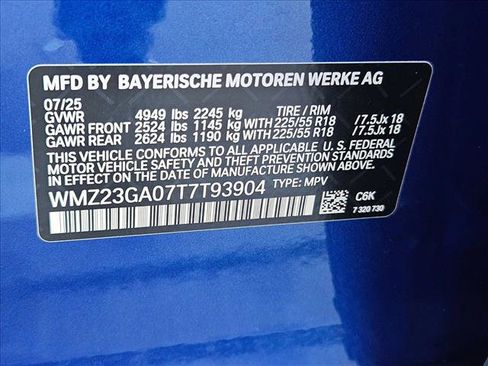 MFD BY BAYERISCHE MOTOREN WERKE AG
07/25
GVWR 4949 lbs 2245 kg TIRE / RIM
GAWR FRONT 2524 lbs 1145 kg WITH 225/55 R18 /7.5Jx 18
GAWR REAR 2624 lbs 1190 kg WITH 225/55 R18 /7.5Jx 18
THIS VEHICLE CONFORMS TO ALL APPLICABLE U.S. FEDERAL
MOTOR VEHICLE SAFETY AND THEFT PREVENTION STANDARDS
IN EFFECT ON THE DATE OF MANUFACTURE SHOWN ABOVE.
WMZ23GA07T7T93904 TYPE: MPV
C6K
7 320 730